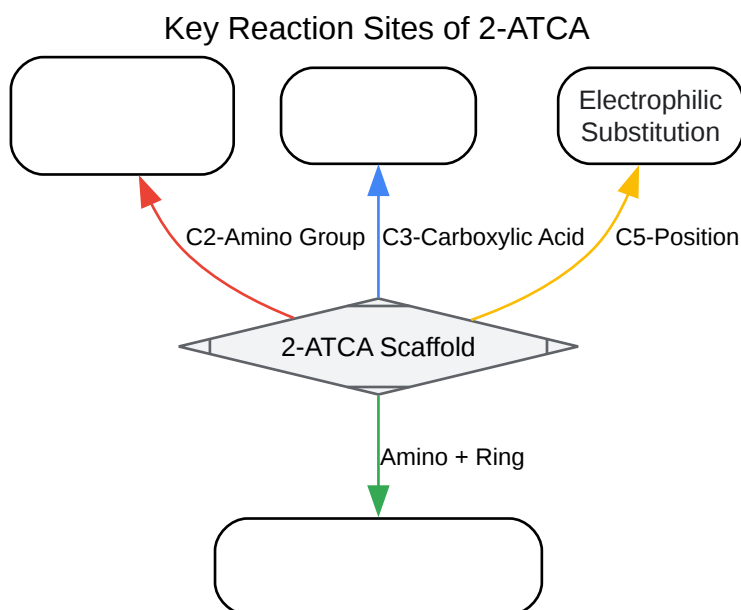 Key Reaction Sites of 2-ATCA
Electrophilic
Substitution
C2-Amino Group
C3-Carboxylic Acid
C5-Position
2-ATCA Scaffold
Amino + Ring